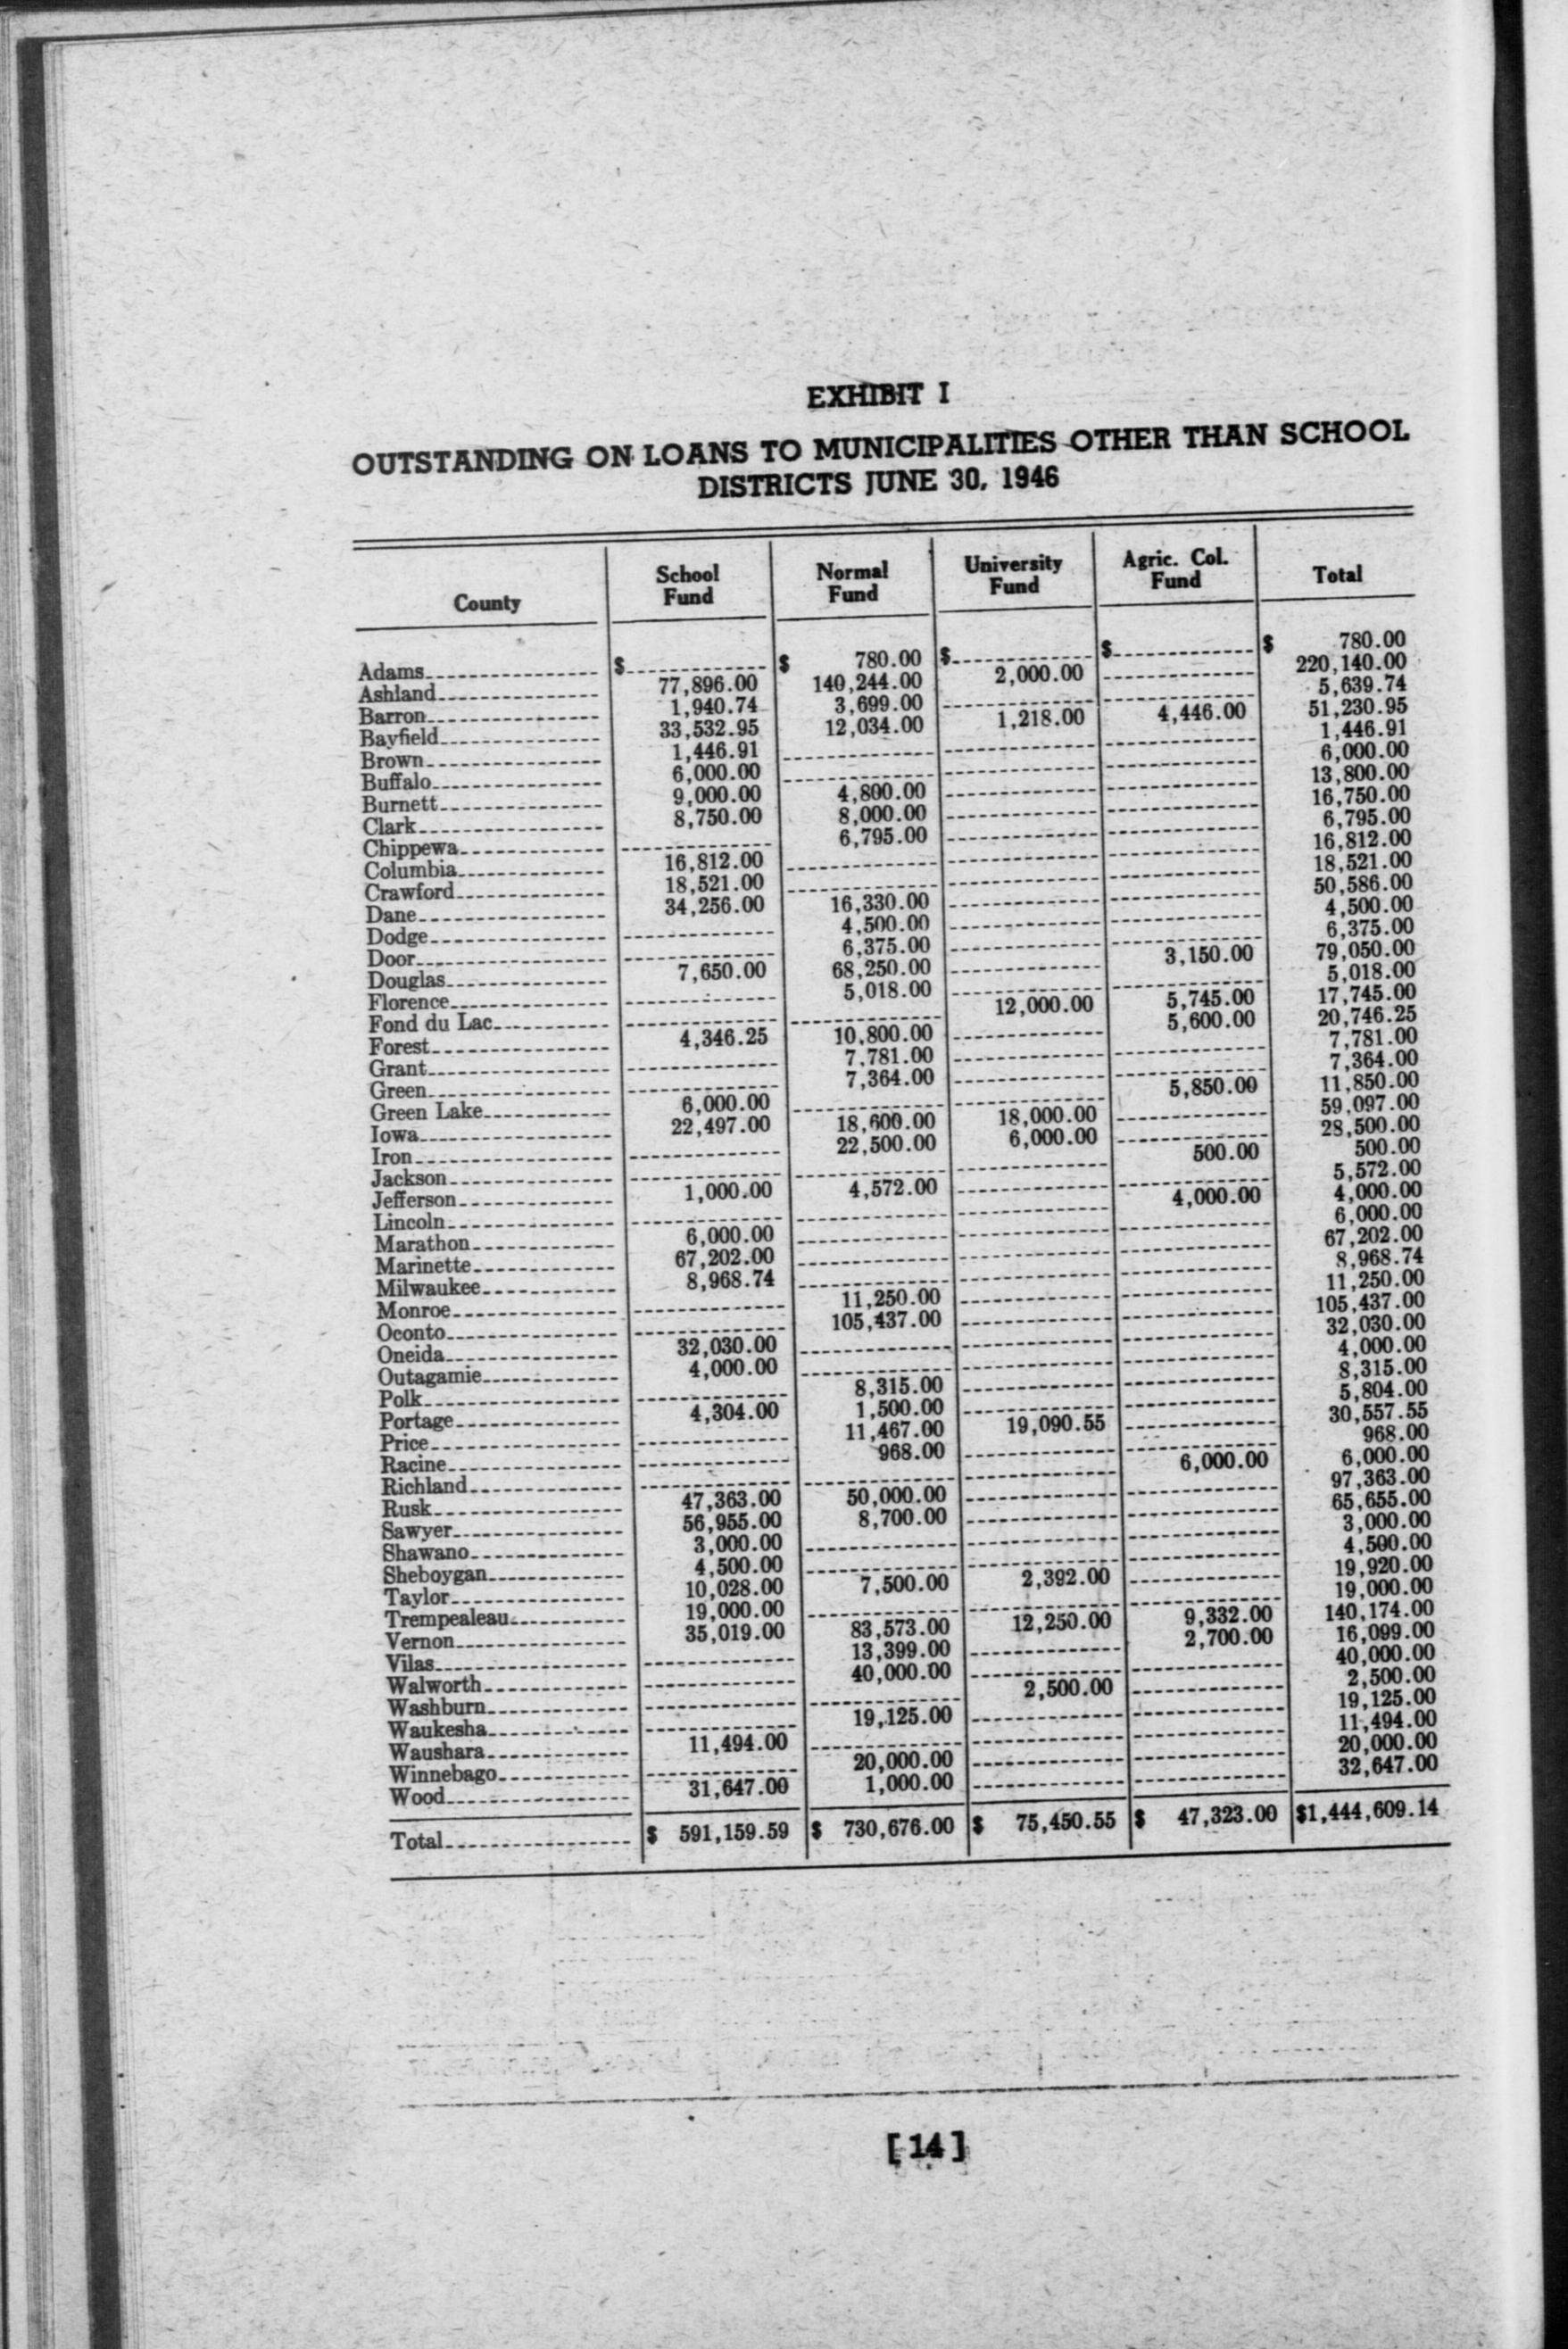 EXHIBIT I
OUTSTANDING ON LOANS TO MUNICIPALITIES OTHER THAN SCHOOL
DISTRICTS JUNE 30, 1946
County School Fund Normal Fund University Fund Agric. Col. Fund Total
Adams $ $ 780.00 $ $ $ 780.00
Ashland 77,896.00 140,244.00 2,000.00 220,140.00
Barron 1,940.74 3,699.00 5,639.74
Bayfield 33,532.95 12,034.00 1,218.00 4,446.00 51,230.95
Brown 1,446.91 1,446.91
Buffalo 6,000.00 6,000.00
Burnett 9,000.00 4,800.00 13,800.00
Clark 8,750.00 8,000.00 16,750.00
Chippewa 6,795.00 6,795.00
Columbia 16,812.00 16,812.00
Crawford 18,521.00 18,521.00
Dane 34,256.00 16,330.00 50,586.00
Dodge 4,500.00 4,500.00
Door 6,375.00 6,375.00
Douglas 7,650.00 68,250.00 3,150.00 79,050.00
Florence 5,018.00 5,018.00
Fond du Lac 12,000.00 5,745.00 17,745.00
Forest 4,346.25 10,800.00 5,600.00 20,746.25
Grant 7,781.00 7,781.00
Green 7,364.00 7,364.00
Green Lake 6,000.00 5,850.00 11,850.00
Iowa 22,497.00 18,600.00 18,000.00 59,097.00
Iron 22,500.00 6,000.00 28,500.00
Jackson 500.00 500.00
Jefferson 1,000.00 4,572.00 5,572.00
Lincoln 4,000.00 4,000.00
Marathon 6,000.00 6,000.00
Marinette 67,202.00 67,202.00
Milwaukee 8,968.74 8,968.74
Monroe 11,250.00 11,250.00
Oconto 105,437.00 105,437.00
Oneida 32,030.00 32,030.00
Outagamie 4,000.00 4,000.00
Polk 8,315.00 8,315.00
Portage 4,304.00 1,500.00 5,804.00
Price 11,467.00 19,090.55 30,557.55
Racine 968.00 968.00
Richland 6,000.00 6,000.00
Rusk 47,363.00 50,000.00 97,363.00
Sawyer 56,955.00 8,700.00 65,655.00
Shawano 3,000.00 3,000.00
Sheboygan 4,500.00 4,500.00
Taylor 10,028.00 7,500.00 2,392.00 19,920.00
Trempealeau 19,000.00 19,000.00
Vernon 35,019.00 83,573.00 12,250.00 9,332.00 140,174.00
Vilas 13,399.00 2,700.00 16,099.00
Walworth 40,000.00 40,000.00
Washburn 2,500.00 2,500.00
Waukesha 19,125.00 19,125.00
Waushara 11,494.00 11,494.00
Winnebago 20,000.00 20,000.00
Wood 31,647.00 1,000.00 32,647.00
Total $ 591,159.59 $ 730,676.00 $ 75,450.55 $ 47,323.00 $1,444,609.14
[14]